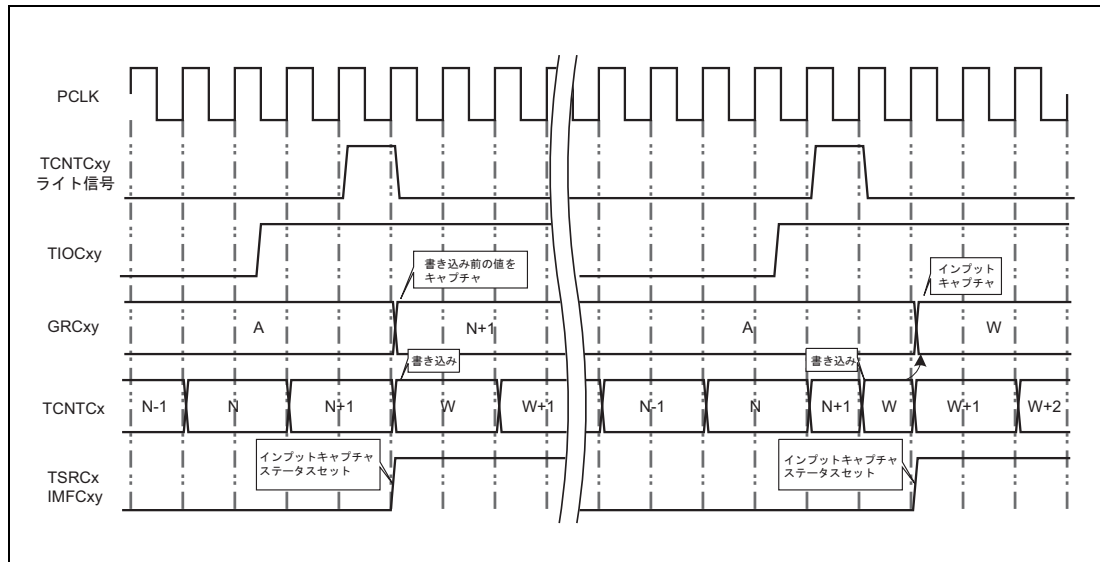 PCLK
TCNTCxy
ライト信号
TIOCxy
書き込み前の値を
キャプチャ
インプット
キャプチャ
GRCxy
A
N+1
A
W
書き込み
書き込み
TCNTCx
N-1
N
N+1
W
W+1
N-1
N
N+1
W
W+1
W+2
インプットキャプチャ
ステータスセット
インプットキャプチャ
ステータスセット
TSRCx
IMFCxy